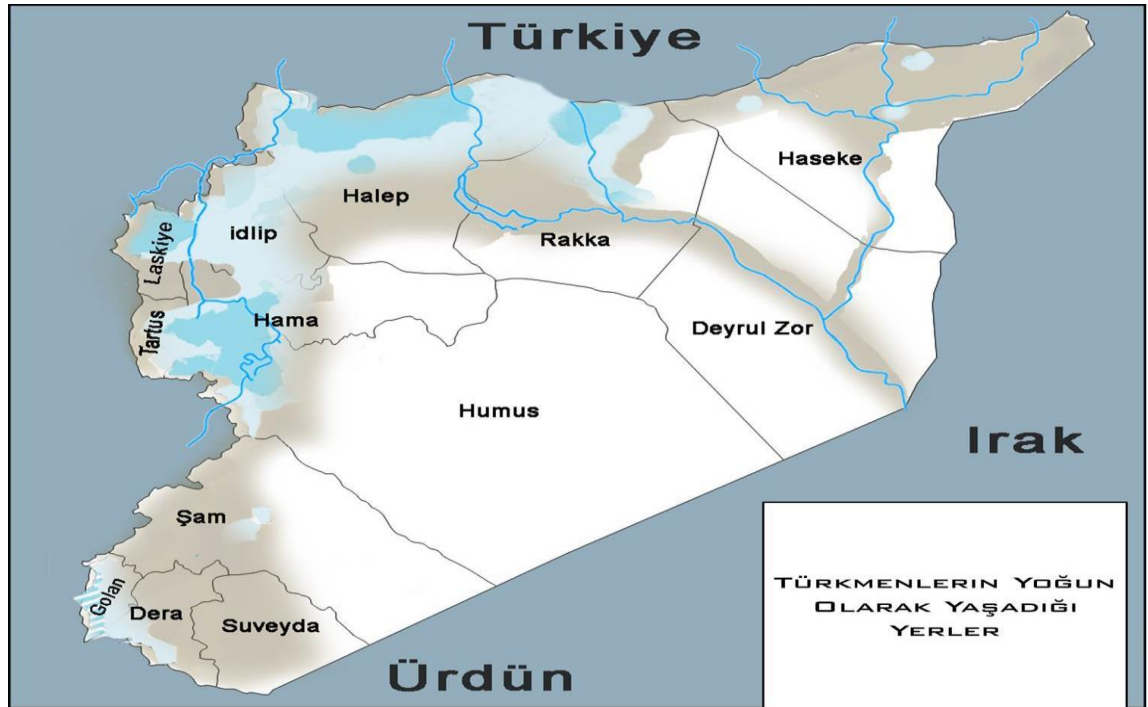 Türkiye
Haseke
Halep
Laskiye
idlip
Rakka
Tartus
Hama
Deyrul Zor
Humus
Irak
Şam
Golan
Dera
Suveyda
Ürdün
TÜRKMENLERIN YOĞUN
OLARAK YAŞADIĞI
YERLER